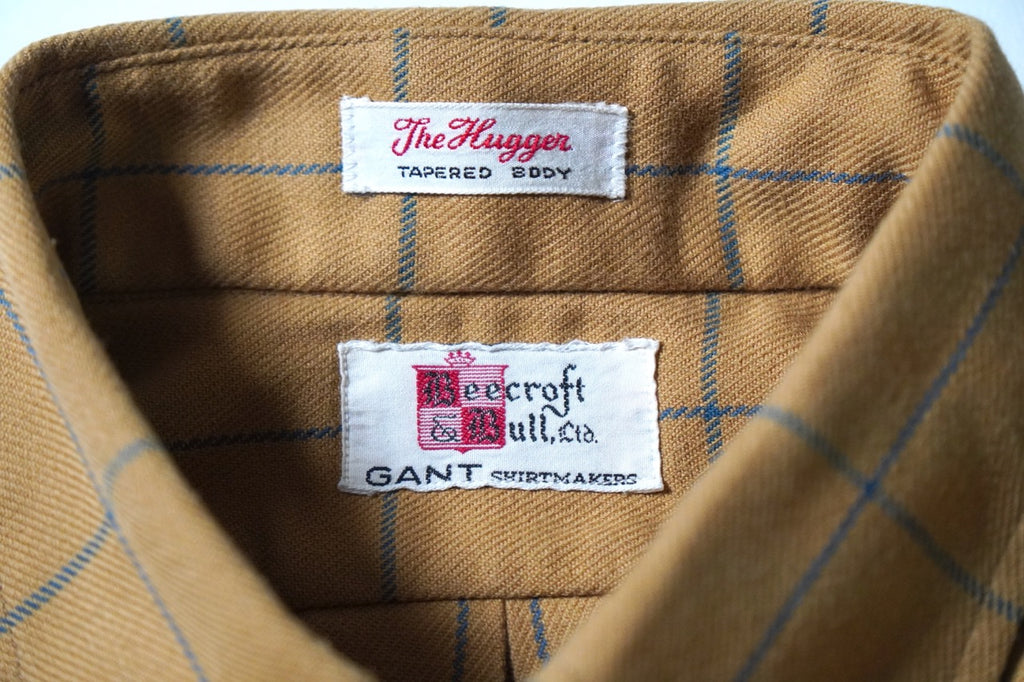 The Hugger
TAPERED BODY
Beecroft
& Bull, Ltd.
GANT SHIRTMAKERS